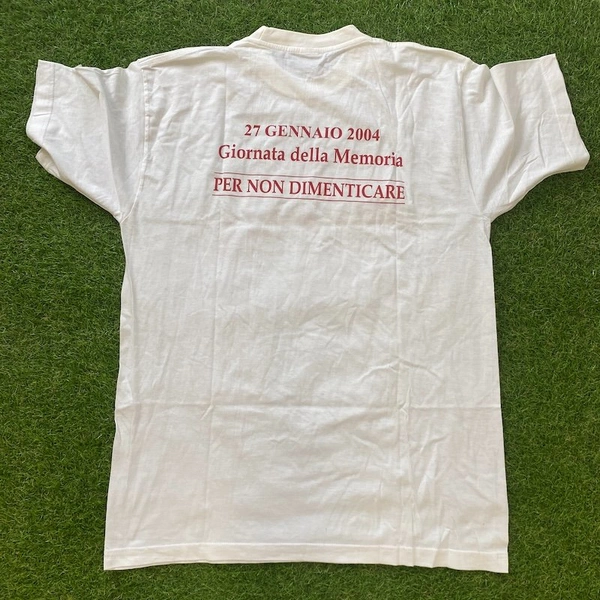 27 GENNAIO 2004
Giornata della Memoria
PER NON DIMENTICARE